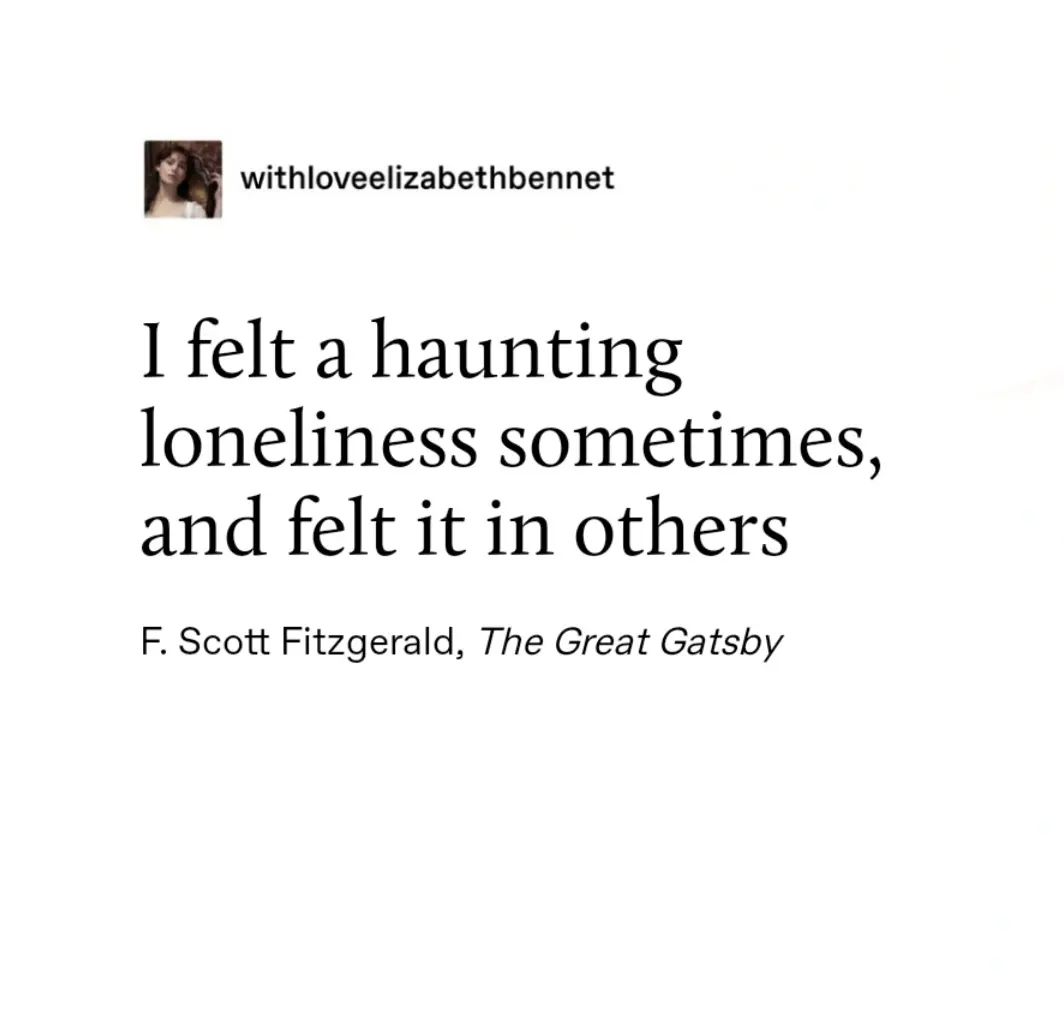 withloveelizabethbennet
I felt a haunting
loneliness sometimes,
and felt it in others
F. Scott Fitzgerald, The Great Gatsby